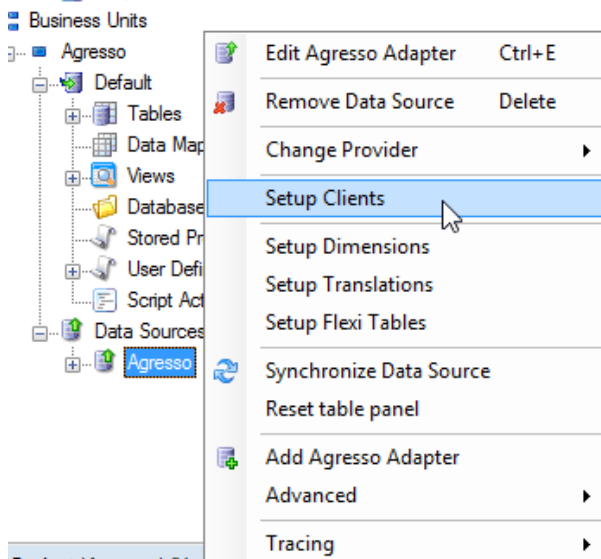 Business Units
Agresso
Default
Tables
Data Map
Views
Database
Stored Pr
User Defi
Script Act
Data Sources
Agresso
Edit Agresso Adapter Ctrl+E
Remove Data Source Delete
Change Provider
Setup Clients
Setup Dimensions
Setup Translations
Setup Flexi Tables
Synchronize Data Source
Reset table panel
Add Agresso Adapter
Advanced
Tracing